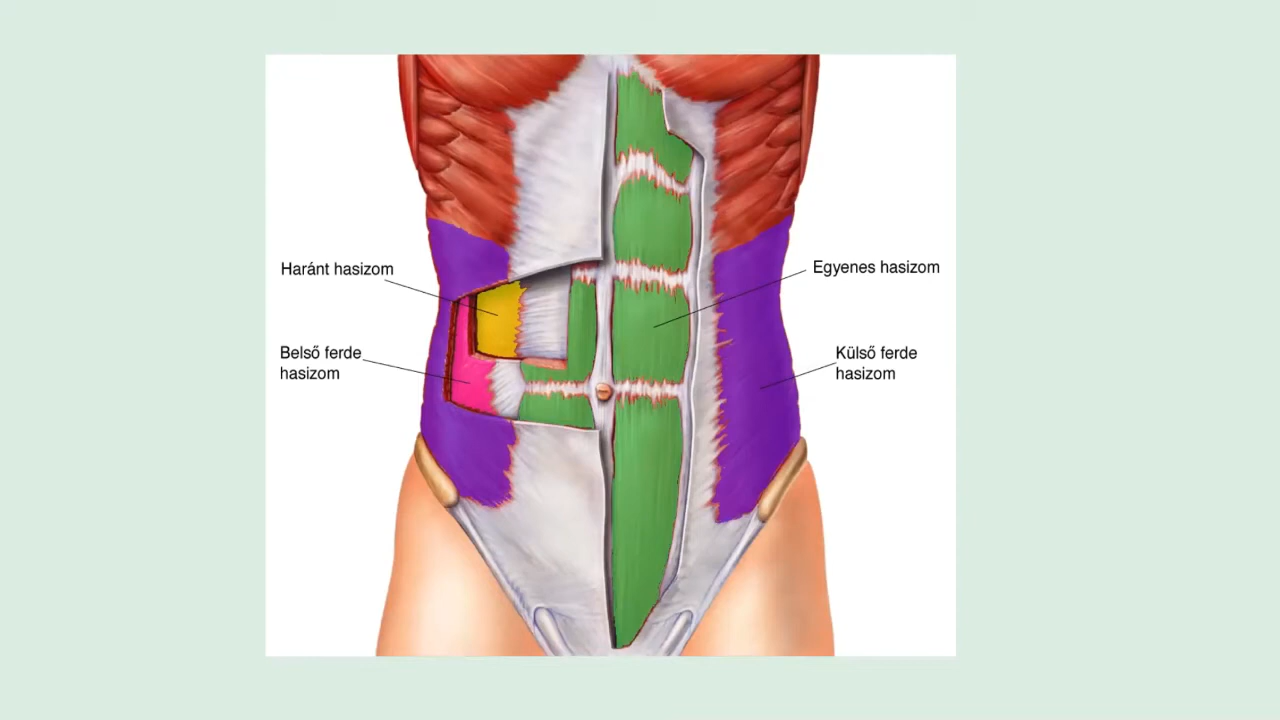 Haránt hasizom
Egyenes hasizom
Belső ferde
hasizom
Külső ferde
hasizom